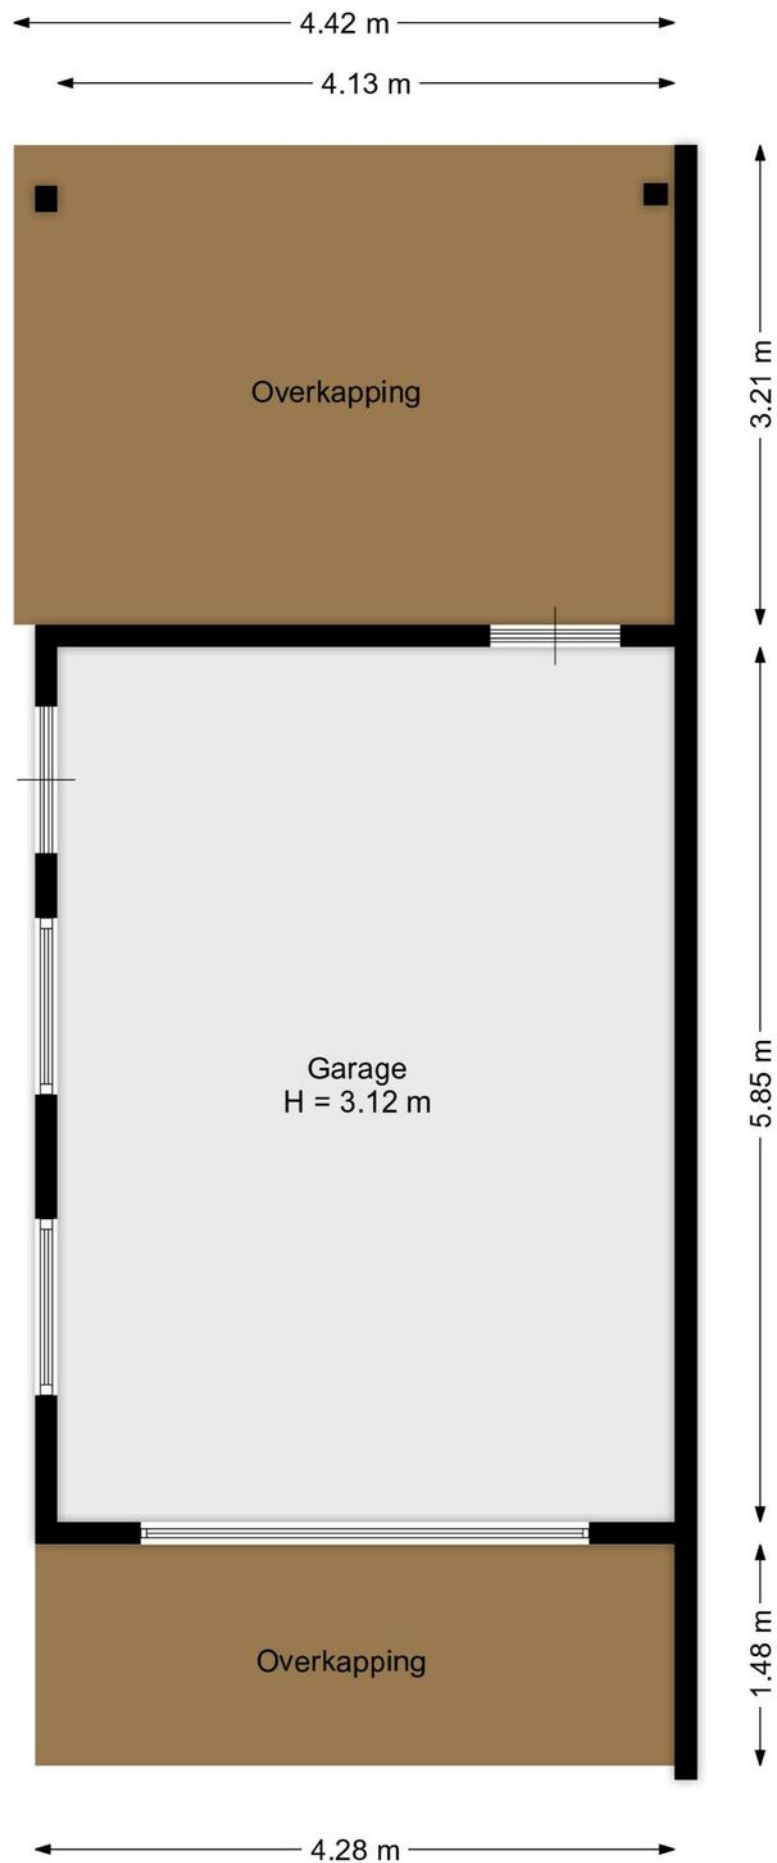 4.42 m
4.13 m
Overkapping
3.21 m
Garage
H = 3.12 m
5.85 m
Overkapping
1.48 m
4.28 m